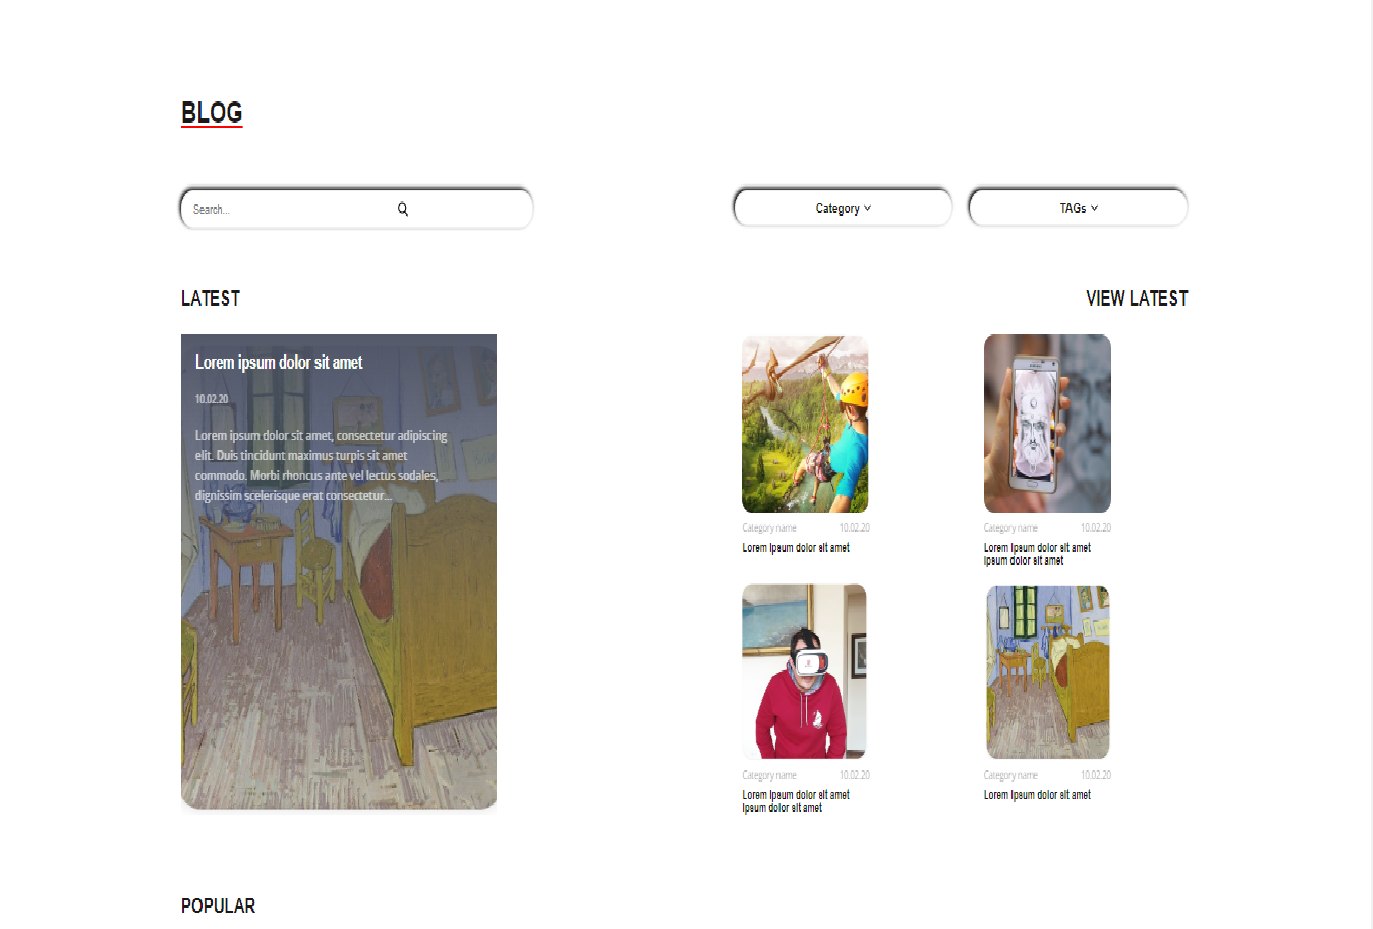 BLOG
Search...
Category
TAGs
LATEST
VIEW LATEST
Lorem ipsum dolor sit amet
10.02.20
Lorem ipsum dolor sit amet, consectetur adipiscing
elit. Duis tincidunt maximus turpis sit amet
commodo. Morbi rhoncus ante vel lectus sodales,
dignissim scelerisque erat consectetur...
Category name 10.02.20
Lorem Ipsum dolor sit amet
Category name 10.02.20
Lorem Ipsum dolor sit amet
Ipsum dolor sit amet
Category name 10.02.20
Lorem Ipsum dolor sit amet
Ipsum dolor sit amet
Category name 10.02.20
Lorem Ipsum dolor sit amet
POPULAR